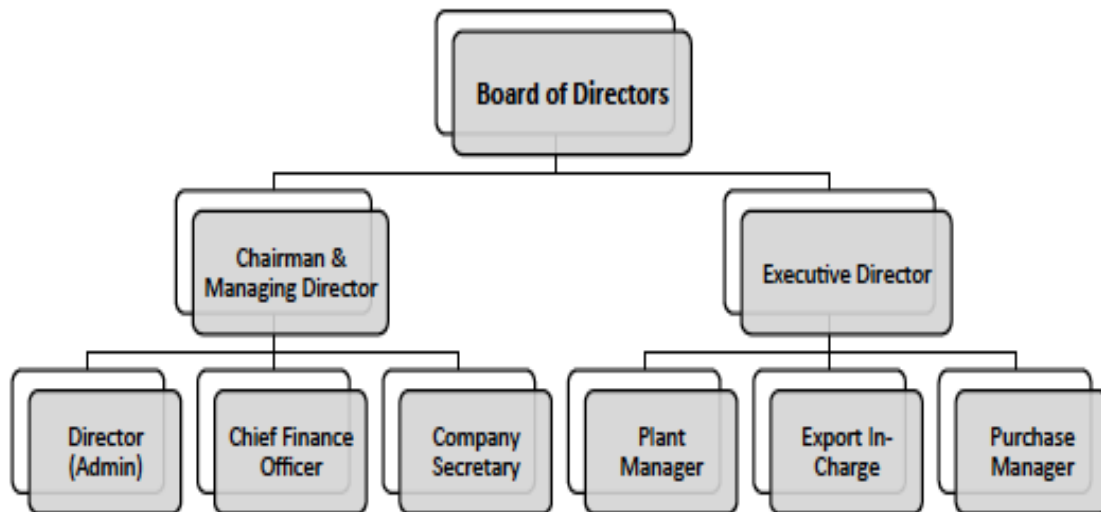 Board of Directors
Chairman &
Managing Director
Executive Director
Director
(Admin)
Chief Finance
Officer
Company
Secretary
Plant
Manager
Export In-
Charge
Purchase
Manager